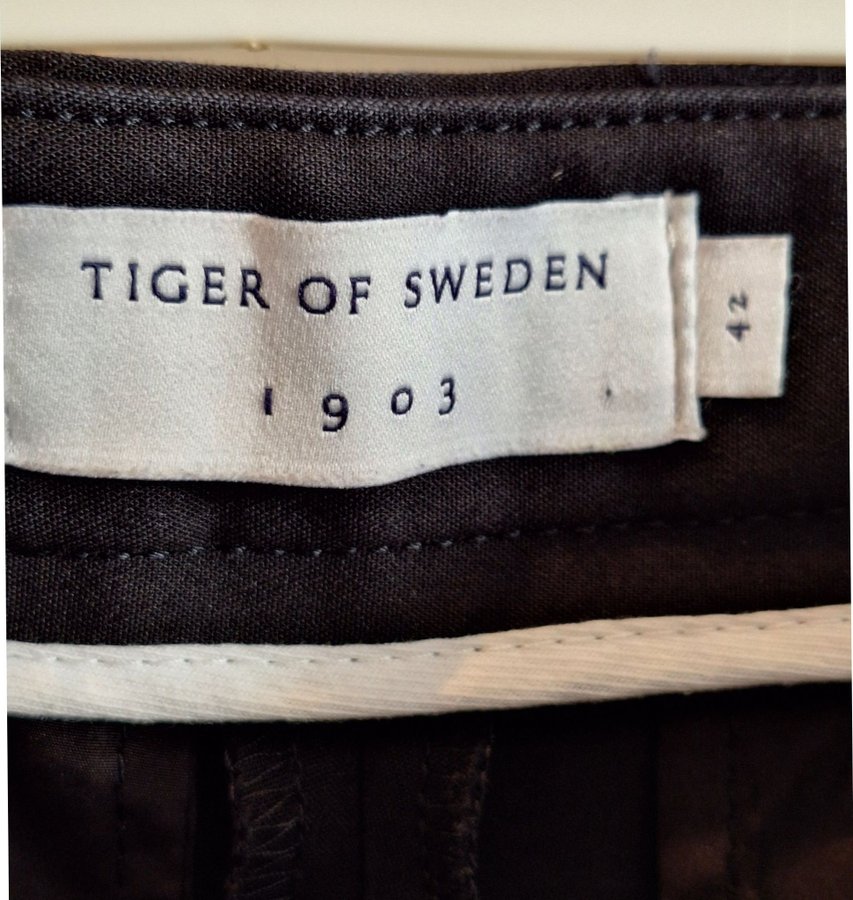 TIGER OF SWEDEN
1903
42